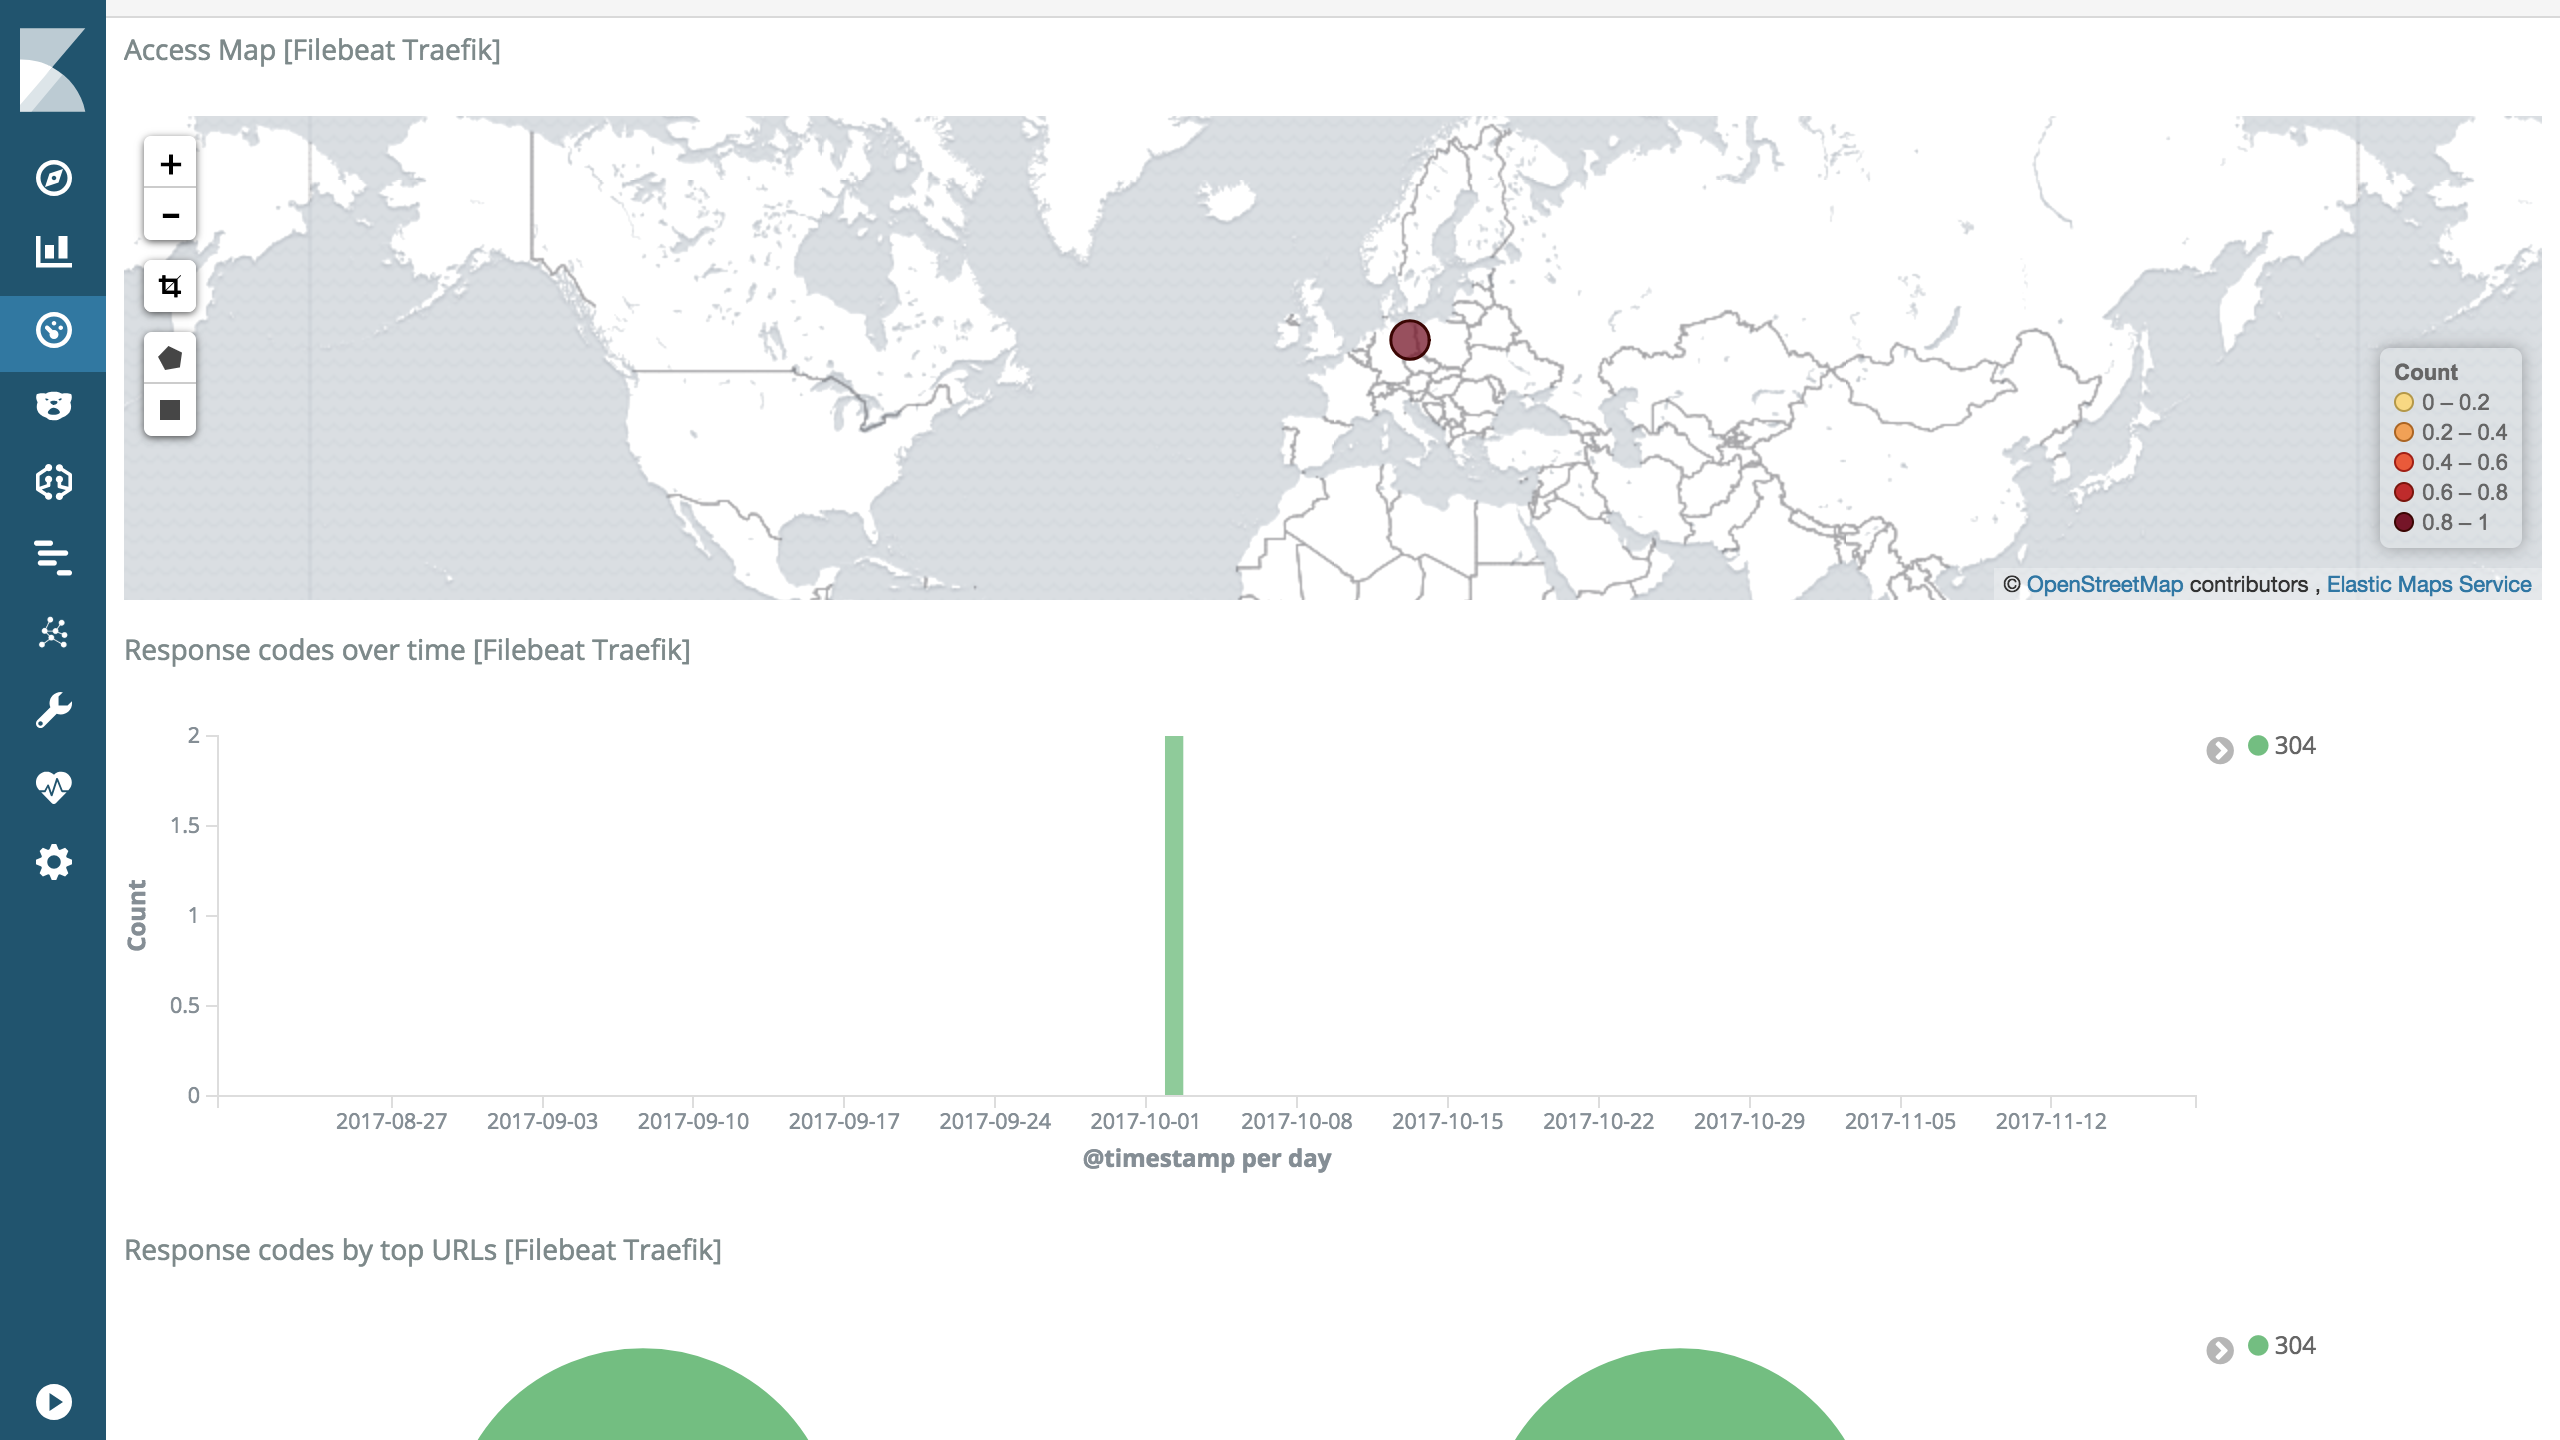 Access Map [Filebeat Traefik]
+
−
Count
0 – 0.2
0.2 – 0.4
0.4 – 0.6
0.6 – 0.8
0.8 – 1
© OpenStreetMap contributors , Elastic Maps Service
Response codes over time [Filebeat Traefik]
2
1.5
1
0.5
0
Count
304
2017-08-27 2017-09-03 2017-09-10 2017-09-17 2017-09-24 2017-10-01 2017-10-08 2017-10-15 2017-10-22 2017-10-29 2017-11-05 2017-11-12
@timestamp per day
Response codes by top URLs [Filebeat Traefik]
304